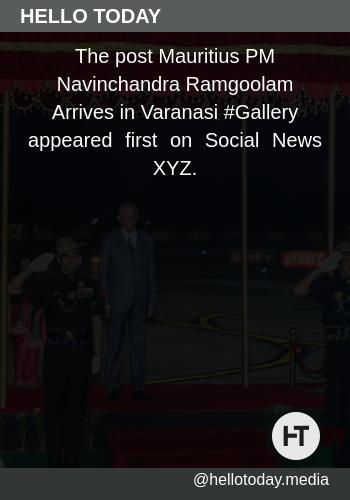 HELLO TODAY
The post Mauritius PM
Navinchandra Ramgoolam
Arrives in Varanasi #Gallery
appeared first on Social News
XYZ.
HT
@hellotoday.media